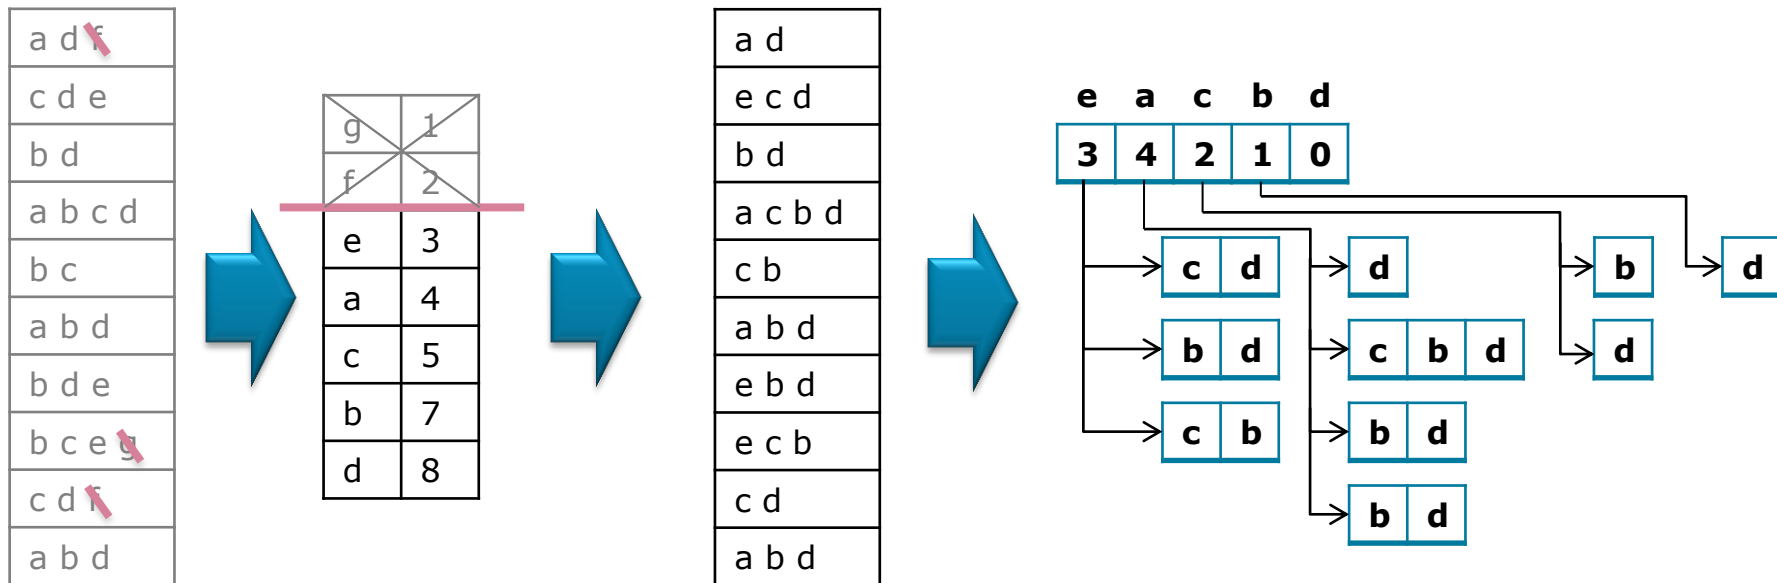 a d f
c d e
b d
a b c d
b c
a b d
b d e
b c e g
c d f
a b d
g 1
f 2
e 3
a 4
c 5
b 7
d 8
a d
e c d
b d
a c b d
c b
a b d
e b d
e c b
c d
a b d
e a c b d
3 4 2 1 0
c d d b d
b d c b d d
c b b d
b d